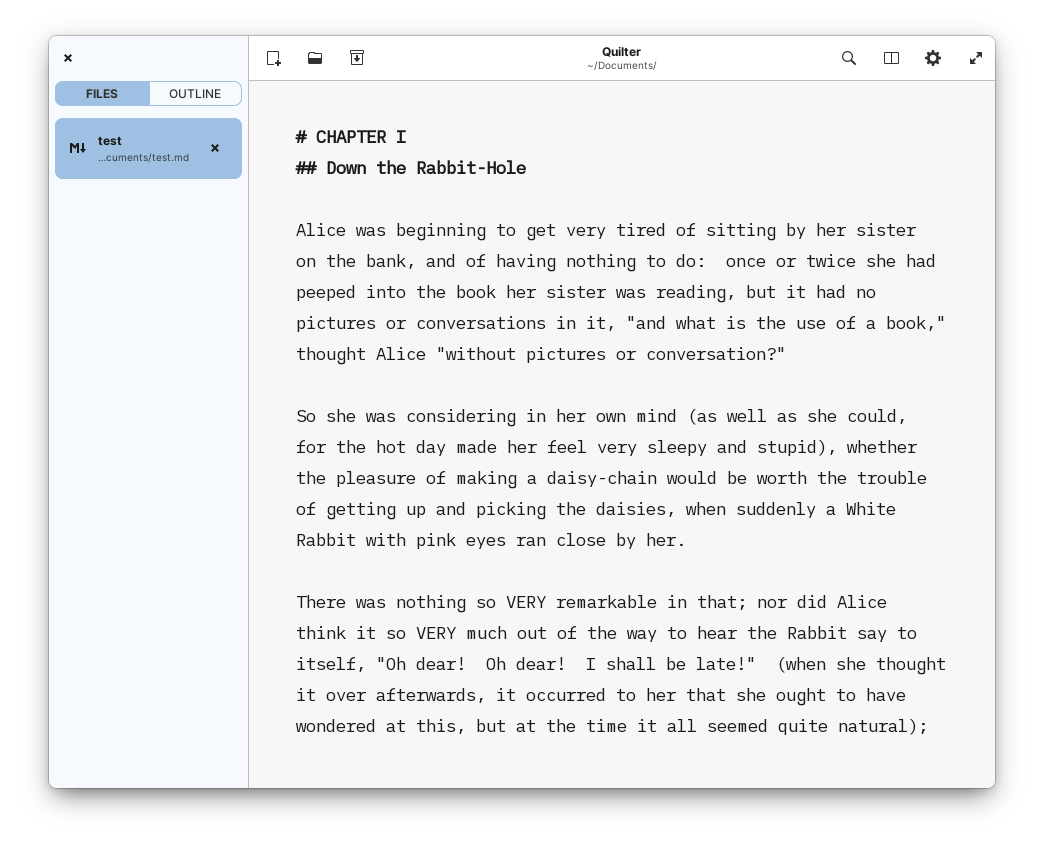 Quilter
~/Documents/
FILES
OUTLINE
M↓
test
...cuments/test.md
# CHAPTER I
## Down the Rabbit-Hole
Alice was beginning to get very tired of sitting by her sister
on the bank, and of having nothing to do:  once or twice she had
peeped into the book her sister was reading, but it had no
pictures or conversations in it, "and what is the use of a book,"
thought Alice "without pictures or conversation?"
So she was considering in her own mind (as well as she could,
for the hot day made her feel very sleepy and stupid), whether
the pleasure of making a daisy-chain would be worth the trouble
of getting up and picking the daisies, when suddenly a White
Rabbit with pink eyes ran close by her.
There was nothing so VERY remarkable in that; nor did Alice
think it so VERY much out of the way to hear the Rabbit say to
itself, "Oh dear!  Oh dear!  I shall be late!"  (when she thought
it over afterwards, it occurred to her that she ought to have
wondered at this, but at the time it all seemed quite natural);